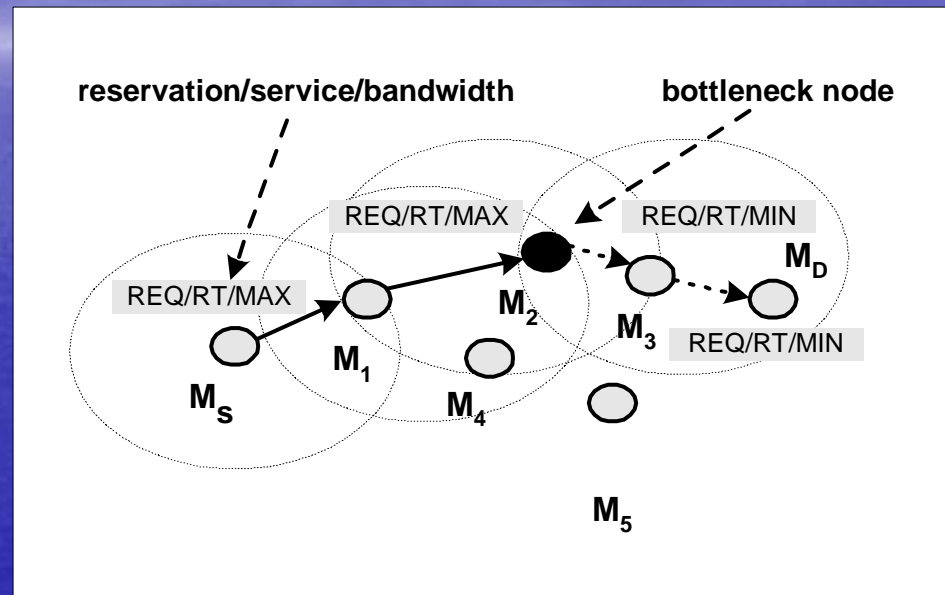 reservation/service/bandwidth
bottleneck node
REQ/RT/MAX
REQ/RT/MIN
M_D
REQ/RT/MAX
M_2
M_3
REQ/RT/MIN
M_1
M_S
M_4
M_5